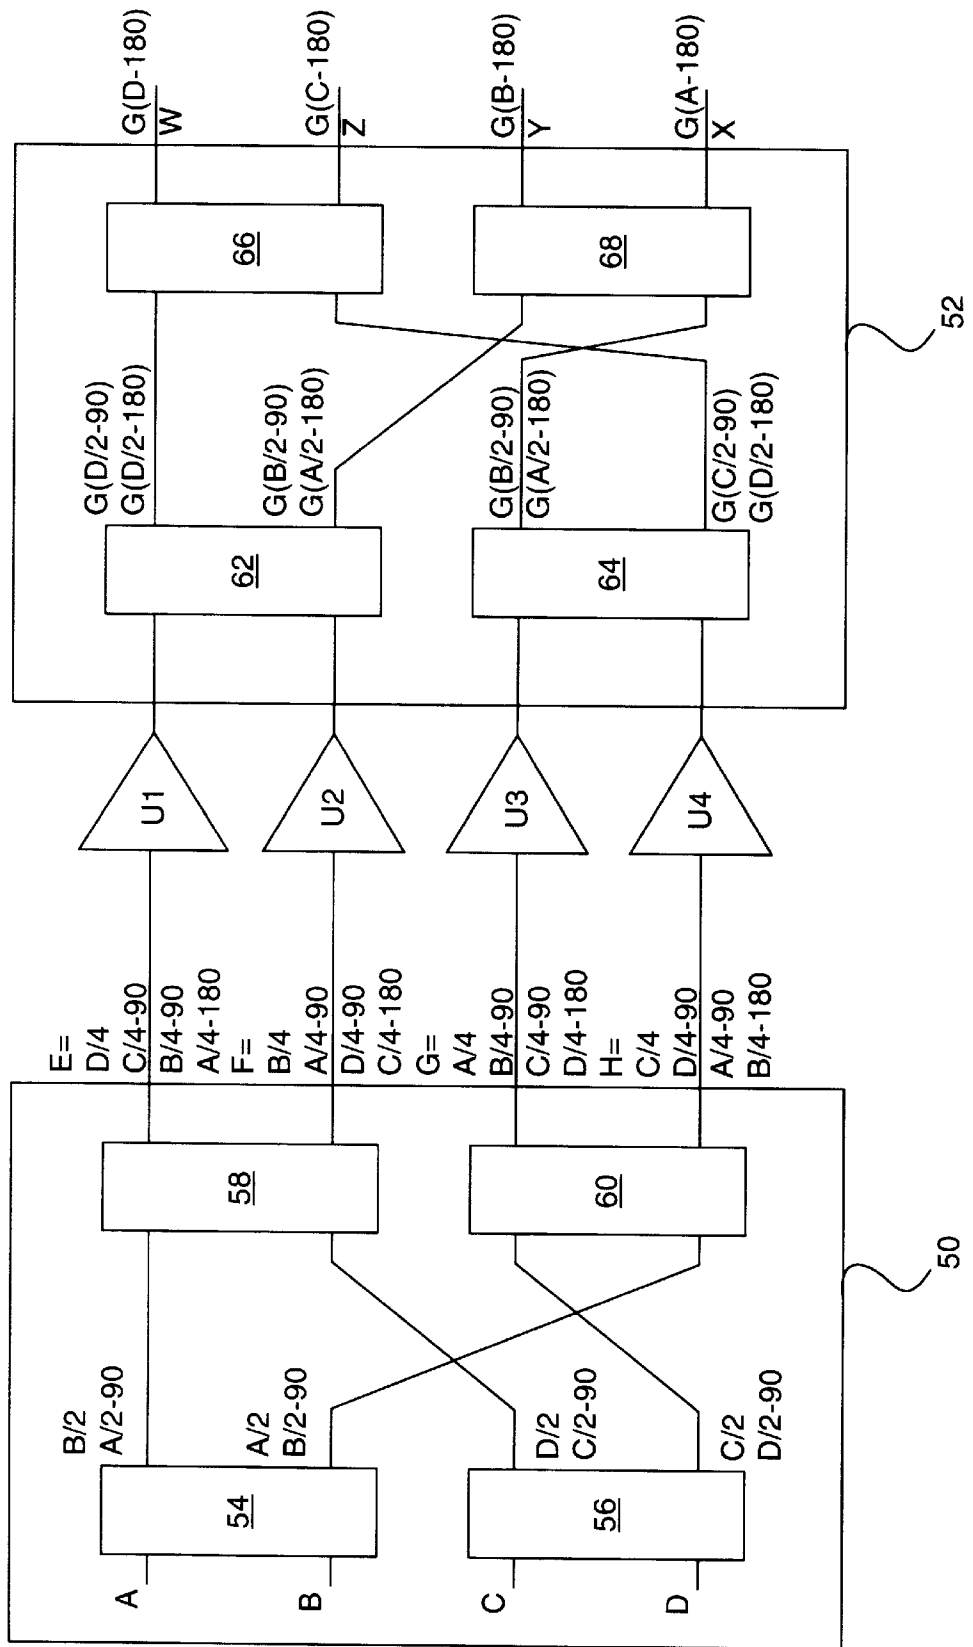 A
B
C
D
54
56
B/2
A/2-90
A/2
B/2-90
D/2
C/2-90
C/2
D/2-90
58
60
50
E=
D/4
C/4-90
B/4-90
A/4-180
F=
B/4
A/4-90
D/4-90
C/4-180
G=
A/4
B/4-90
C/4-90
D/4-180
H=
C/4
D/4-90
A/4-90
B/4-180
U1
U2
U3
U4
62
64
G(D/2-90)
G(D/2-180)
G(B/2-90)
G(A/2-180)
G(B/2-90)
G(A/2-180)
G(C/2-90)
G(D/2-180)
66
68
52
G(D-180)
W
G(C-180)
Z
G(B-180)
Y
G(A-180)
X